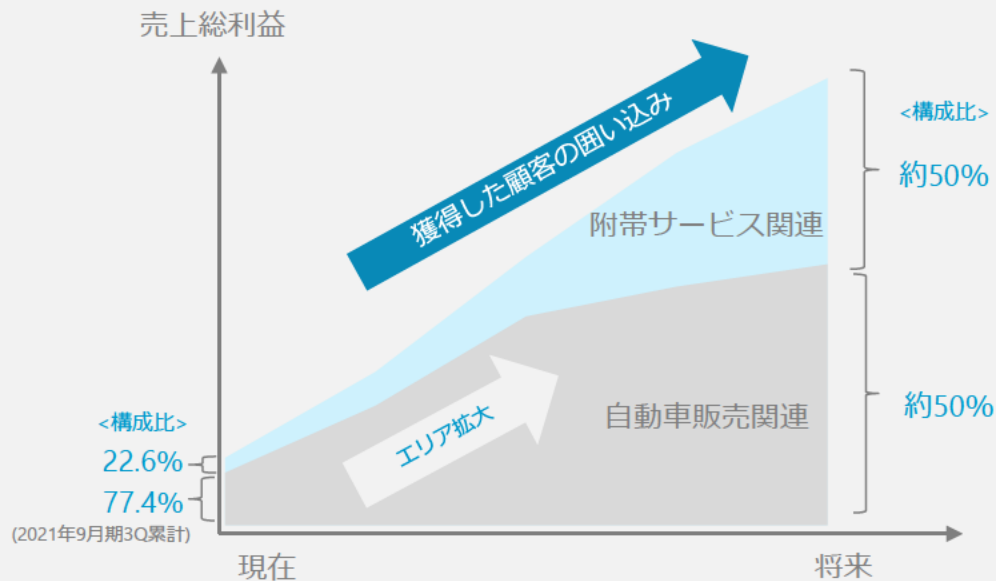 売上総利益
獲得した顧客の囲い込み
<構成比>
約50%
附帯サービス関連
自動車販売関連
約50%
エリア拡大
<構成比>
22.6%
77.4%
(2021年9月期3Q累計)
現在
将来